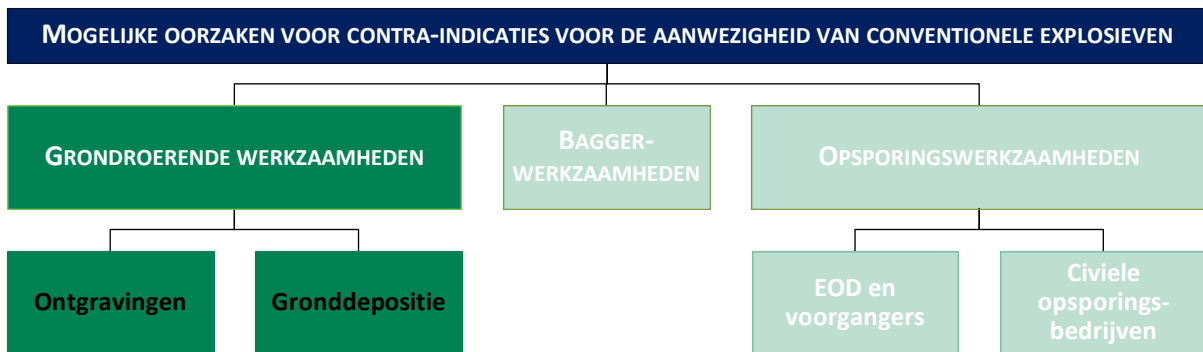 MOGELIJKE OORZAKEN VOOR CONTRA-INDICATIES VOOR DE AANWEZIGHEID VAN CONVENTIONELE EXPLOSIEVEN
GRONDROERENDE WERKZAAMHEDEN
BAGGER-
WERKZAAMHEDEN
OPSPORINGSWERKZAAMHEDEN
Ontgravingen
Gronddepositie
EOD en
voorgangers
Civiele
opsporings-
bedrijven